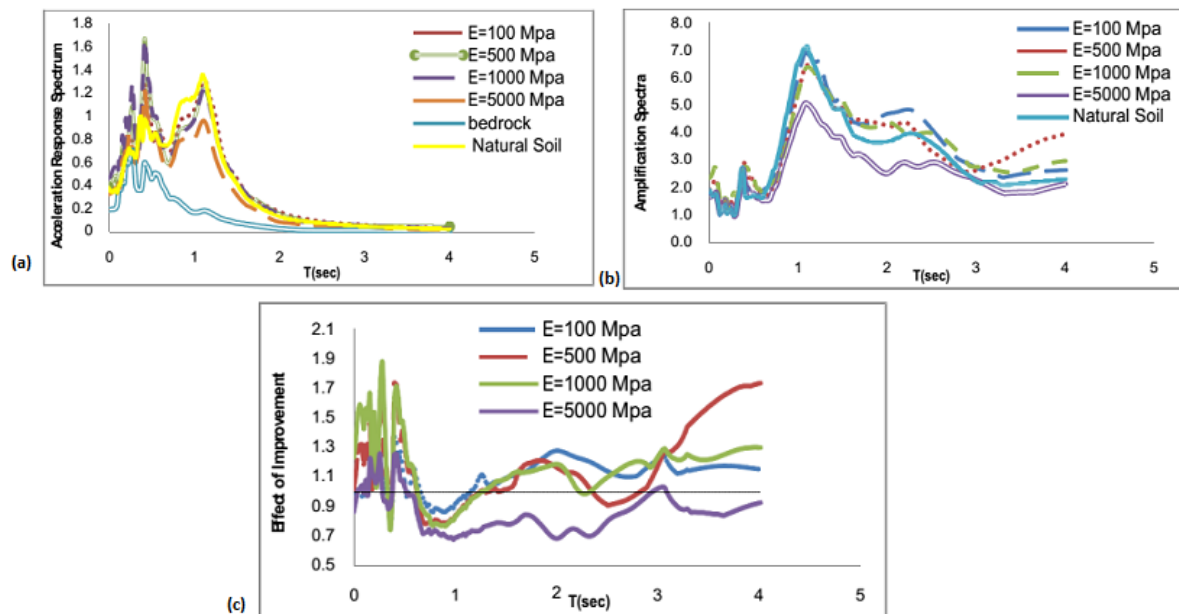 Acceleration Response Spectrum
1.8
1.6
1.4
1.2
1
0.8
0.6
0.4
0.2
0
0 1 2 3 4 5
T(sec)
E=100 Mpa
E=500 Mpa
E=1000 Mpa
E=5000 Mpa
bedrock
Natural Soil
(a)
Amplification Spectra
8.0
7.0
6.0
5.0
4.0
3.0
2.0
1.0
0.0
0 1 2 3 4 5
T(sec)
E=100 Mpa
E=500 Mpa
E=1000 Mpa
E=5000 Mpa
Natural Soil
(b)
Effect of Improvement
2.1
1.9
1.7
1.5
1.3
1.1
0.9
0.7
0.5
0 1 2 3 4 5
T(sec)
E=100 Mpa
E=500 Mpa
E=1000 Mpa
E=5000 Mpa
(c)